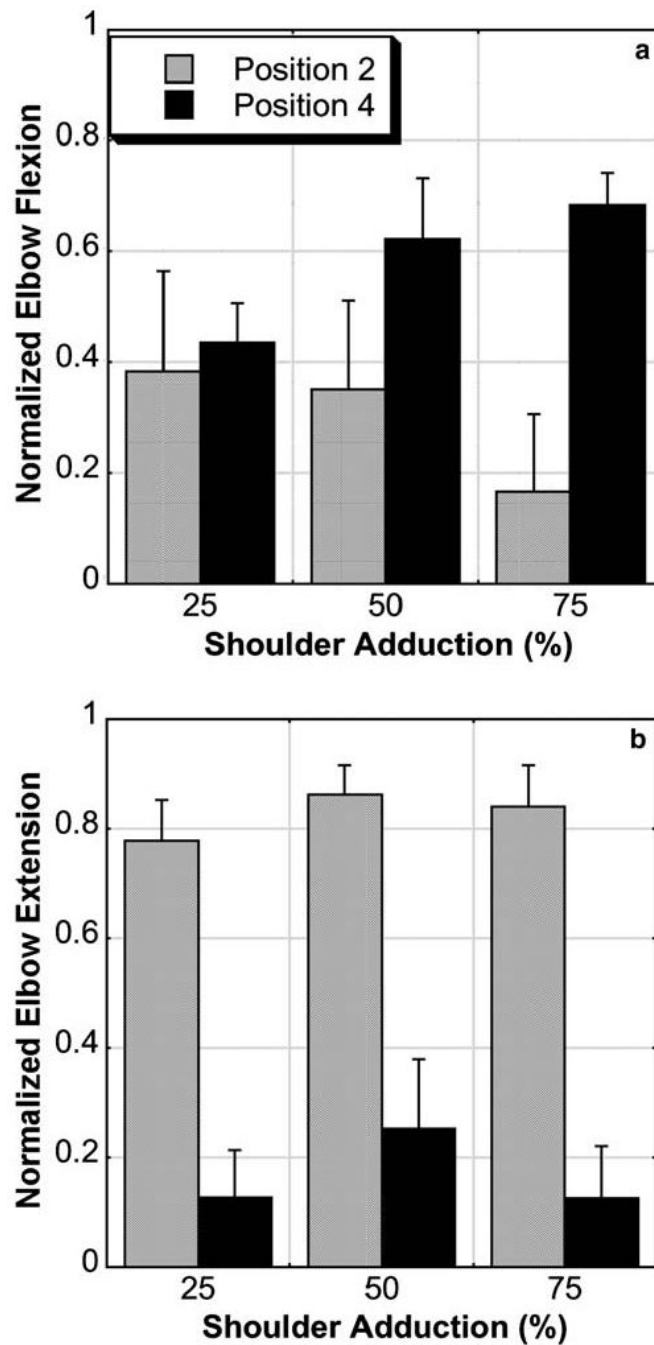 1
a
Position 2
Position 4
0.8
0.6
0.4
0.2
0
Normalized Elbow Flexion
25 50 75
Shoulder Adduction (%)
1
b
0.8
0.6
0.4
0.2
0
Normalized Elbow Extension
25 50 75
Shoulder Adduction (%)